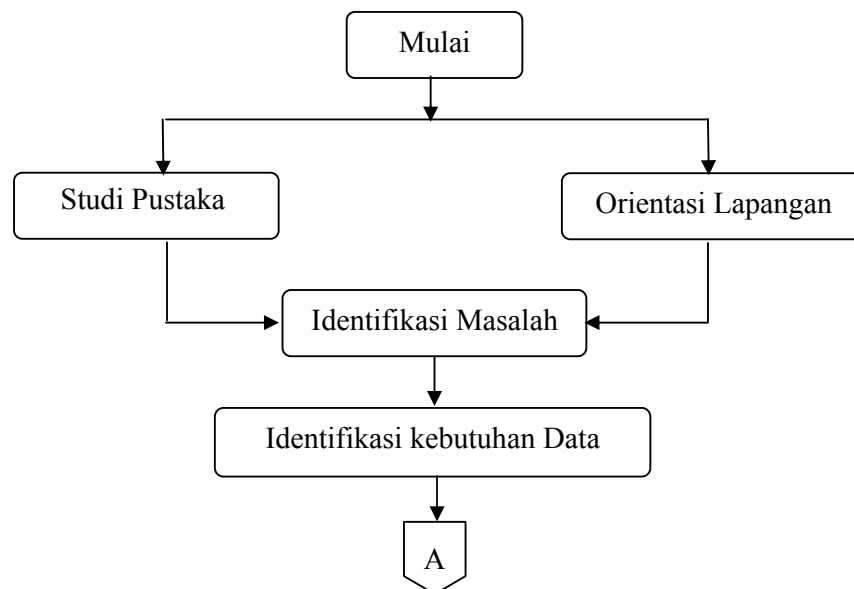 Mulai
Studi Pustaka
Orientasi Lapangan
Identifikasi Masalah
Identifikasi kebutuhan Data
A